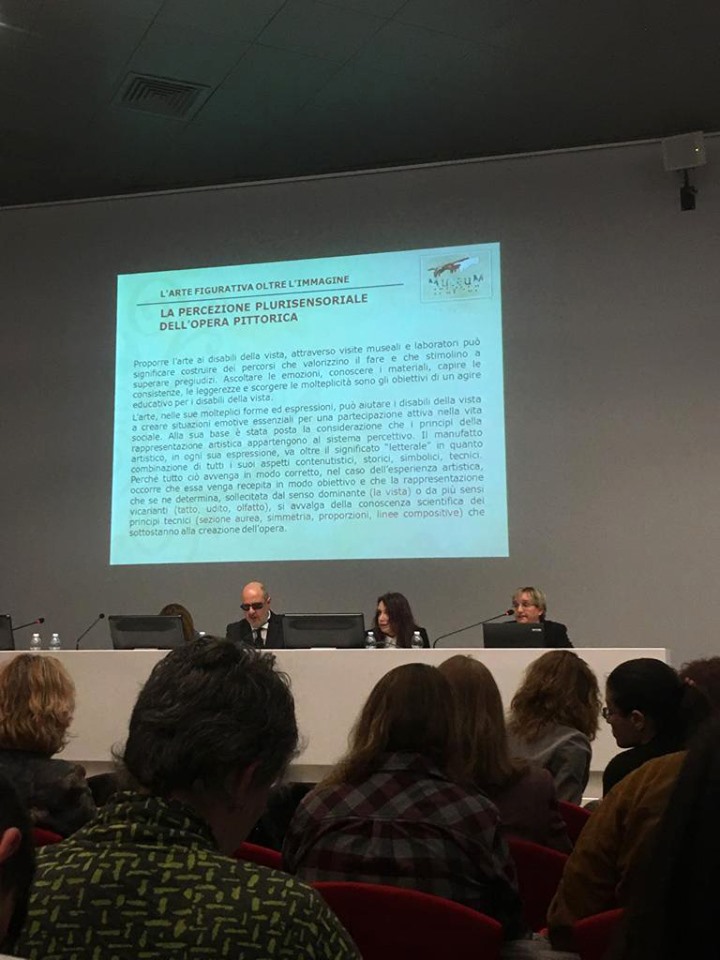 L'ARTE FIGURATIVA OLTRE L'IMMAGINE
LA PERCEZIONE PLURISENSORIALE
DELL'OPERA PITTORICA
Proporre l'arte ai disabili della vista, attraverso visite museali e laboratori può
significare costruire dei percorsi che valorizzino il fare e che stimolino a
superare pregiudizi. Ascoltare le emozioni, conoscere i materiali, capire le
consistenze, le leggerezze e scorgere le molteplicità sono gli obiettivi di un agire
educativo per i disabili della vista.
L'arte, nelle sue molteplici forme ed espressioni, può aiutare i disabili della vista
a creare situazioni emotive essenziali per una partecipazione attiva nella vita
sociale. Alla sua base è stata posta la considerazione che i principi della
rappresentazione artistica appartengono al sistema percettivo. Il manufatto
artistico, in ogni sua espressione, va oltre il significato "letterale" in quanto
combinazione di tutti i suoi aspetti contenutistici, storici, simbolici, tecnici.
Perché tutto ciò avvenga in modo corretto, nel caso dell'esperienza artistica,
occorre che essa venga recepita in modo obiettivo e che la rappresentazione
che se ne determina, sollecitata dal senso dominante (la vista) o da più sensi
vicarianti (tatto, udito, olfatto), si avvalga della conoscenza scientifica dei
principi tecnici (sezione aurea, simmetria, proporzioni, linee compositive) che
sottostanno alla creazione dell'opera.